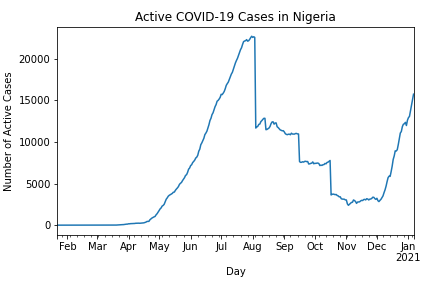 Active COVID-19 Cases in Nigeria
Number of Active Cases
20000
15000
10000
5000
0
Feb Mar Apr May Jun Jul Aug Sep Oct Nov Dec Jan
2021
Day